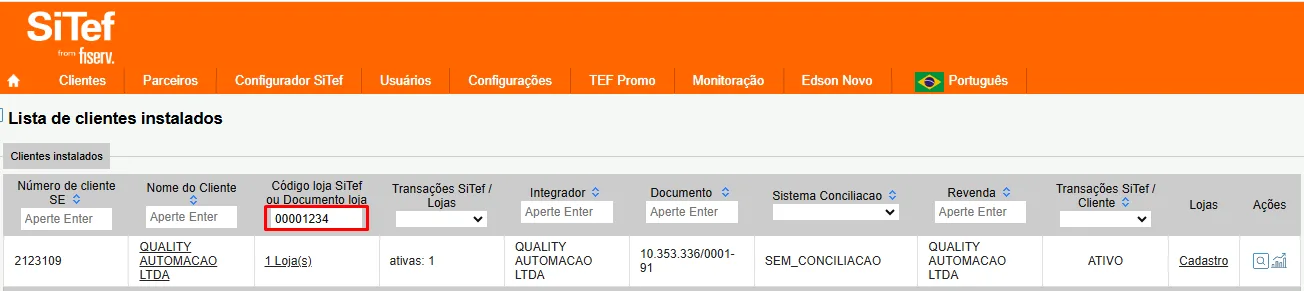 SiTef
from fiserv.
Clientes
Parceiros
Configurador SiTef
Usuários
Configurações
TEF Promo
Monitoração
Edson Novo
Português
Lista de clientes instalados
Clientes instalados
Número de cliente
SE
Aperte Enter
Nome do Cliente
Aperte Enter
Código loja SiTef
ou Documento loja
00001234
Transações SiTef /
Lojas
Integrador
Aperte Enter
Documento
Aperte Enter
Sistema Conciliacao
Revenda
Aperte Enter
Transações SiTef /
Cliente
Lojas
Ações
2123109
QUALITY
AUTOMACAO
LTDA
1 Loja(s)
ativas: 1
QUALITY
AUTOMACAO
LTDA
10.353.336/0001-
91
SEM_CONCILIACAO
QUALITY
AUTOMACAO
LTDA
ATIVO
Cadastro